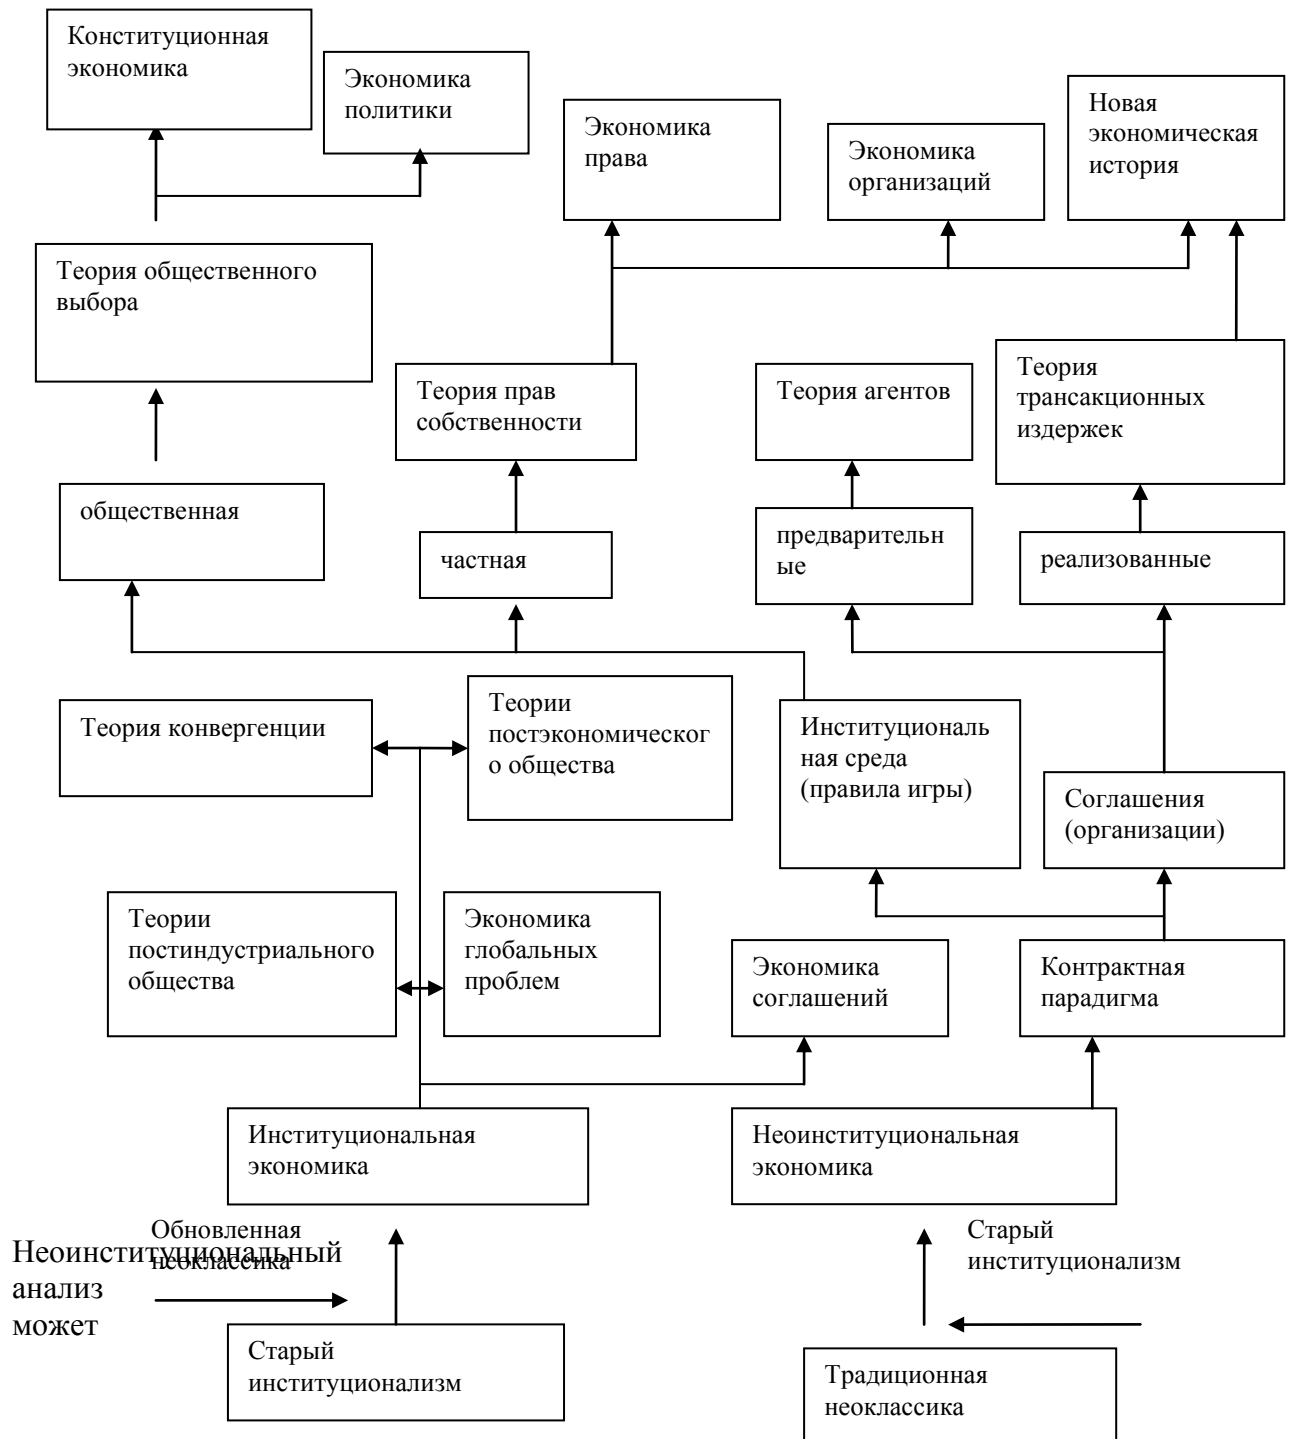 Конституционная
экономика
Экономика
политики
Экономика
права
Экономика
организаций
Новая
экономическая
история
Теория общественного
выбора
Теория прав
собственности
Теория агентов
Теория
трансакционных
издержек
общественная
частная
предварительн
ые
реализованные
Теория конвергенции
Теории
постэкономическог
о общества
Институциональ
ная среда
(правила игры)
Соглашения
(организации)
Теории
постиндустриального
общества
Экономика
глобальных
проблем
Экономика
соглашений
Контрактная
парадигма
Институциональная
экономика
Неоинституциональная
экономика
Обновленная
неоклассика
Неоинституциональный
анализ
может
Старый
институционализм
Старый
институционализм
Традиционная
неоклассика